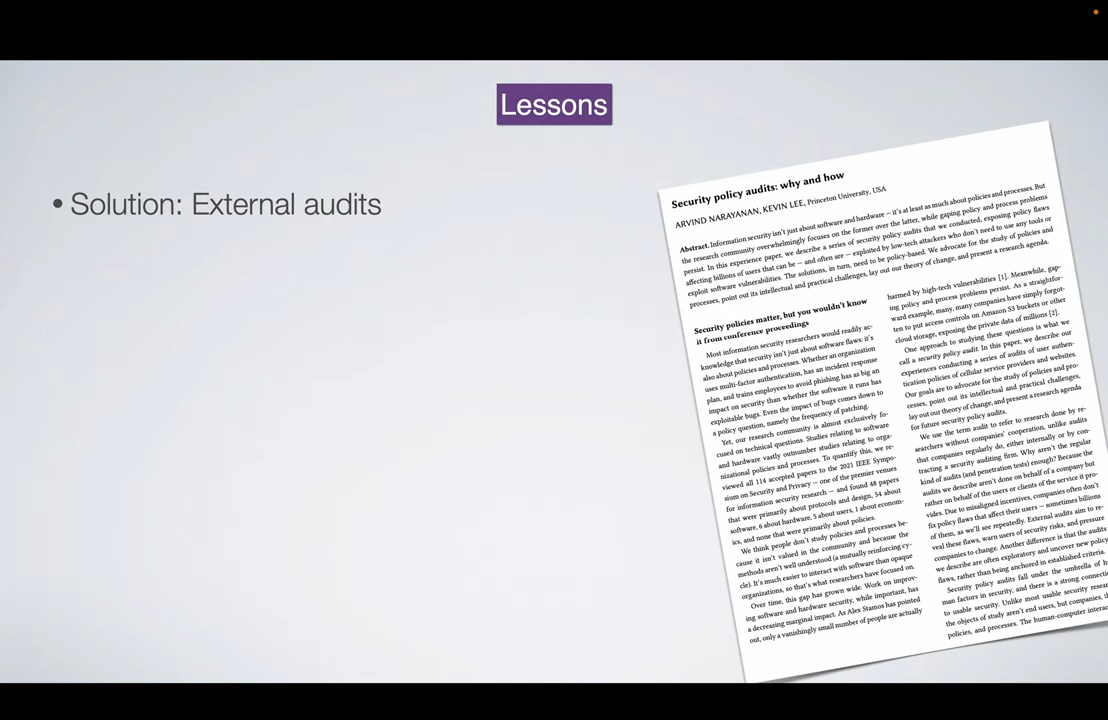 Lessons
• Solution: External audits
Security policy audits: why and how
ARVIND NARAYANAN, KEVIN LEE, Princeton University, USA
Abstract. Information security isn't just about software and hardware — it's at least as much about policies and processes. But
the research community overwhelmingly focuses on the former over the latter, while gaping policy and process problems
persist. In this experience paper, we describe a series of security policy audits that we conducted, exposing policy flaws
affecting billions of users that can be — and often are — exploited by low-tech attackers who don't need to use any tools or
exploit software vulnerabilities. The solutions, in turn, need to be policy-based. We advocate for the study of policies and
processes, point out its intellectual and practical challenges, lay out our theory of change, and present a research agenda.
Security policies matter, but you wouldn't know
it from conference proceedings
Most information security researchers would readily ac-
knowledge that security isn't just about software flaws: it's
also about policies and processes. Whether an organization
uses multi-factor authentication, has an incident response
plan, and trains employees to avoid phishing has as big an
impact on security than whether the software it runs has
exploitable bugs. Even the impact of bugs comes down to
a policy question, namely the frequency of patching.
Yet, our research community is almost exclusively fo-
cused on technical questions. Studies relating to software
and hardware vastly outnumber studies relating to orga-
nizational policies and processes. To quantify this, we re-
viewed all 114 accepted papers to the 2021 IEEE Sympo-
sium on Security and Privacy — one of the premier venues
for information security research — and found 48 papers
that were primarily about protocols and design, 54 about
software, 6 about hardware, 5 about users, 1 about econom-
ics, and none that were primarily about policies.
We think people don't study policies and processes be-
cause it isn't valued in the community and because the
methods aren't well understood (a mutually reinforcing cy-
cle). It's much easier to interact with software than opaque
organizations, so that's what researchers have focused on.
Over time, this gap has grown wide. Work on improv-
ing software and hardware security, while important, has
a decreasing marginal impact. As Alex Stamos has pointed
out, only a vanishingly small number of people are actually
harmed by high-tech vulnerabilities [1]. Meanwhile, gap-
ing policy and process problems persist. As a straightfor-
ward example, many, many companies have simply forgot-
ten to put access controls on Amazon S3 buckets or other
cloud storage, exposing the private data of millions [2].
One approach to studying these questions is what we
call a security policy audit. In this paper, we describe our
experiences conducting a series of audits of user authen-
tication policies of cellular service providers and websites.
Our goals are to advocate for the study of policies and pro-
cesses, point out its intellectual and practical challenges,
lay out our theory of change, and present a research agenda
for future security policy audits.
We use the term audit to refer to research done by re-
searchers without companies' cooperation, unlike audits
that companies regularly do, either internally or by con-
tracting a security auditing firm. Why aren't the regular
kind of audits (and penetration tests) enough? Because the
audits we describe aren't done on behalf of a company but
rather on behalf of the users or clients of the service it pro-
vides. Due to misaligned incentives, companies often don't
fix policy flaws that affect their users — sometimes billions
of them, as we'll see repeatedly. External audits aim to re-
veal these flaws, warn users of security risks, and pressure
companies to change. Another difference is that the audits
we describe are often exploratory and uncover new policy
flaws, rather than being anchored in established criteria.
Security policy audits fall under the umbrella of
man factors in security, and there is a strong
to usable security. Unlike most usable security
the objects of study aren't end users, but companies,
policies, and processes. The human-computer